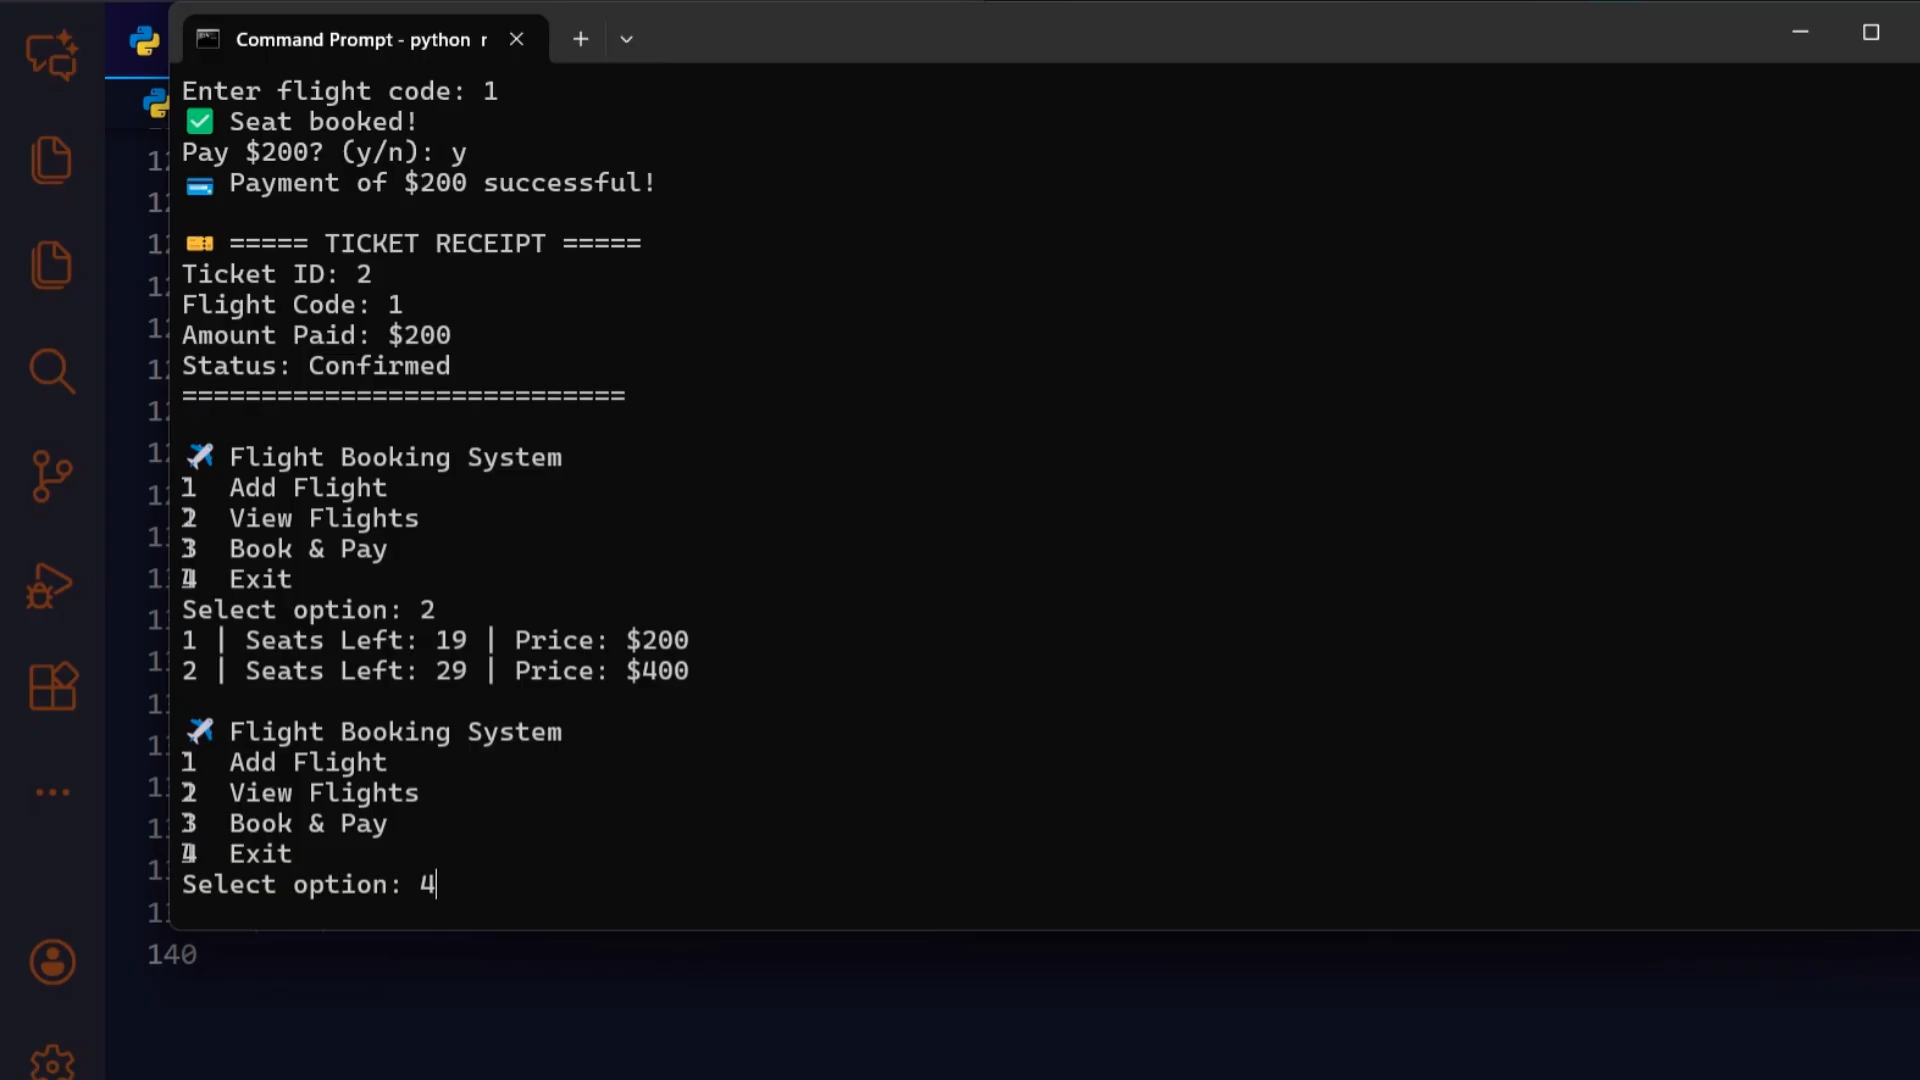 Command Prompt - python r
Enter flight code: 1
✅ Seat booked!
Pay $200? (y/n): y
💳 Payment of $200 successful!
🎫 ===== TICKET RECEIPT =====
Ticket ID: 2
Flight Code: 1
Amount Paid: $200
Status: Confirmed
============================
✈️ Flight Booking System
1 Add Flight
2 View Flights
3 Book & Pay
4 Exit
Select option: 2
1 | Seats Left: 19 | Price: $200
2 | Seats Left: 29 | Price: $400
✈️ Flight Booking System
1 Add Flight
2 View Flights
3 Book & Pay
4 Exit
Select option: 4
140